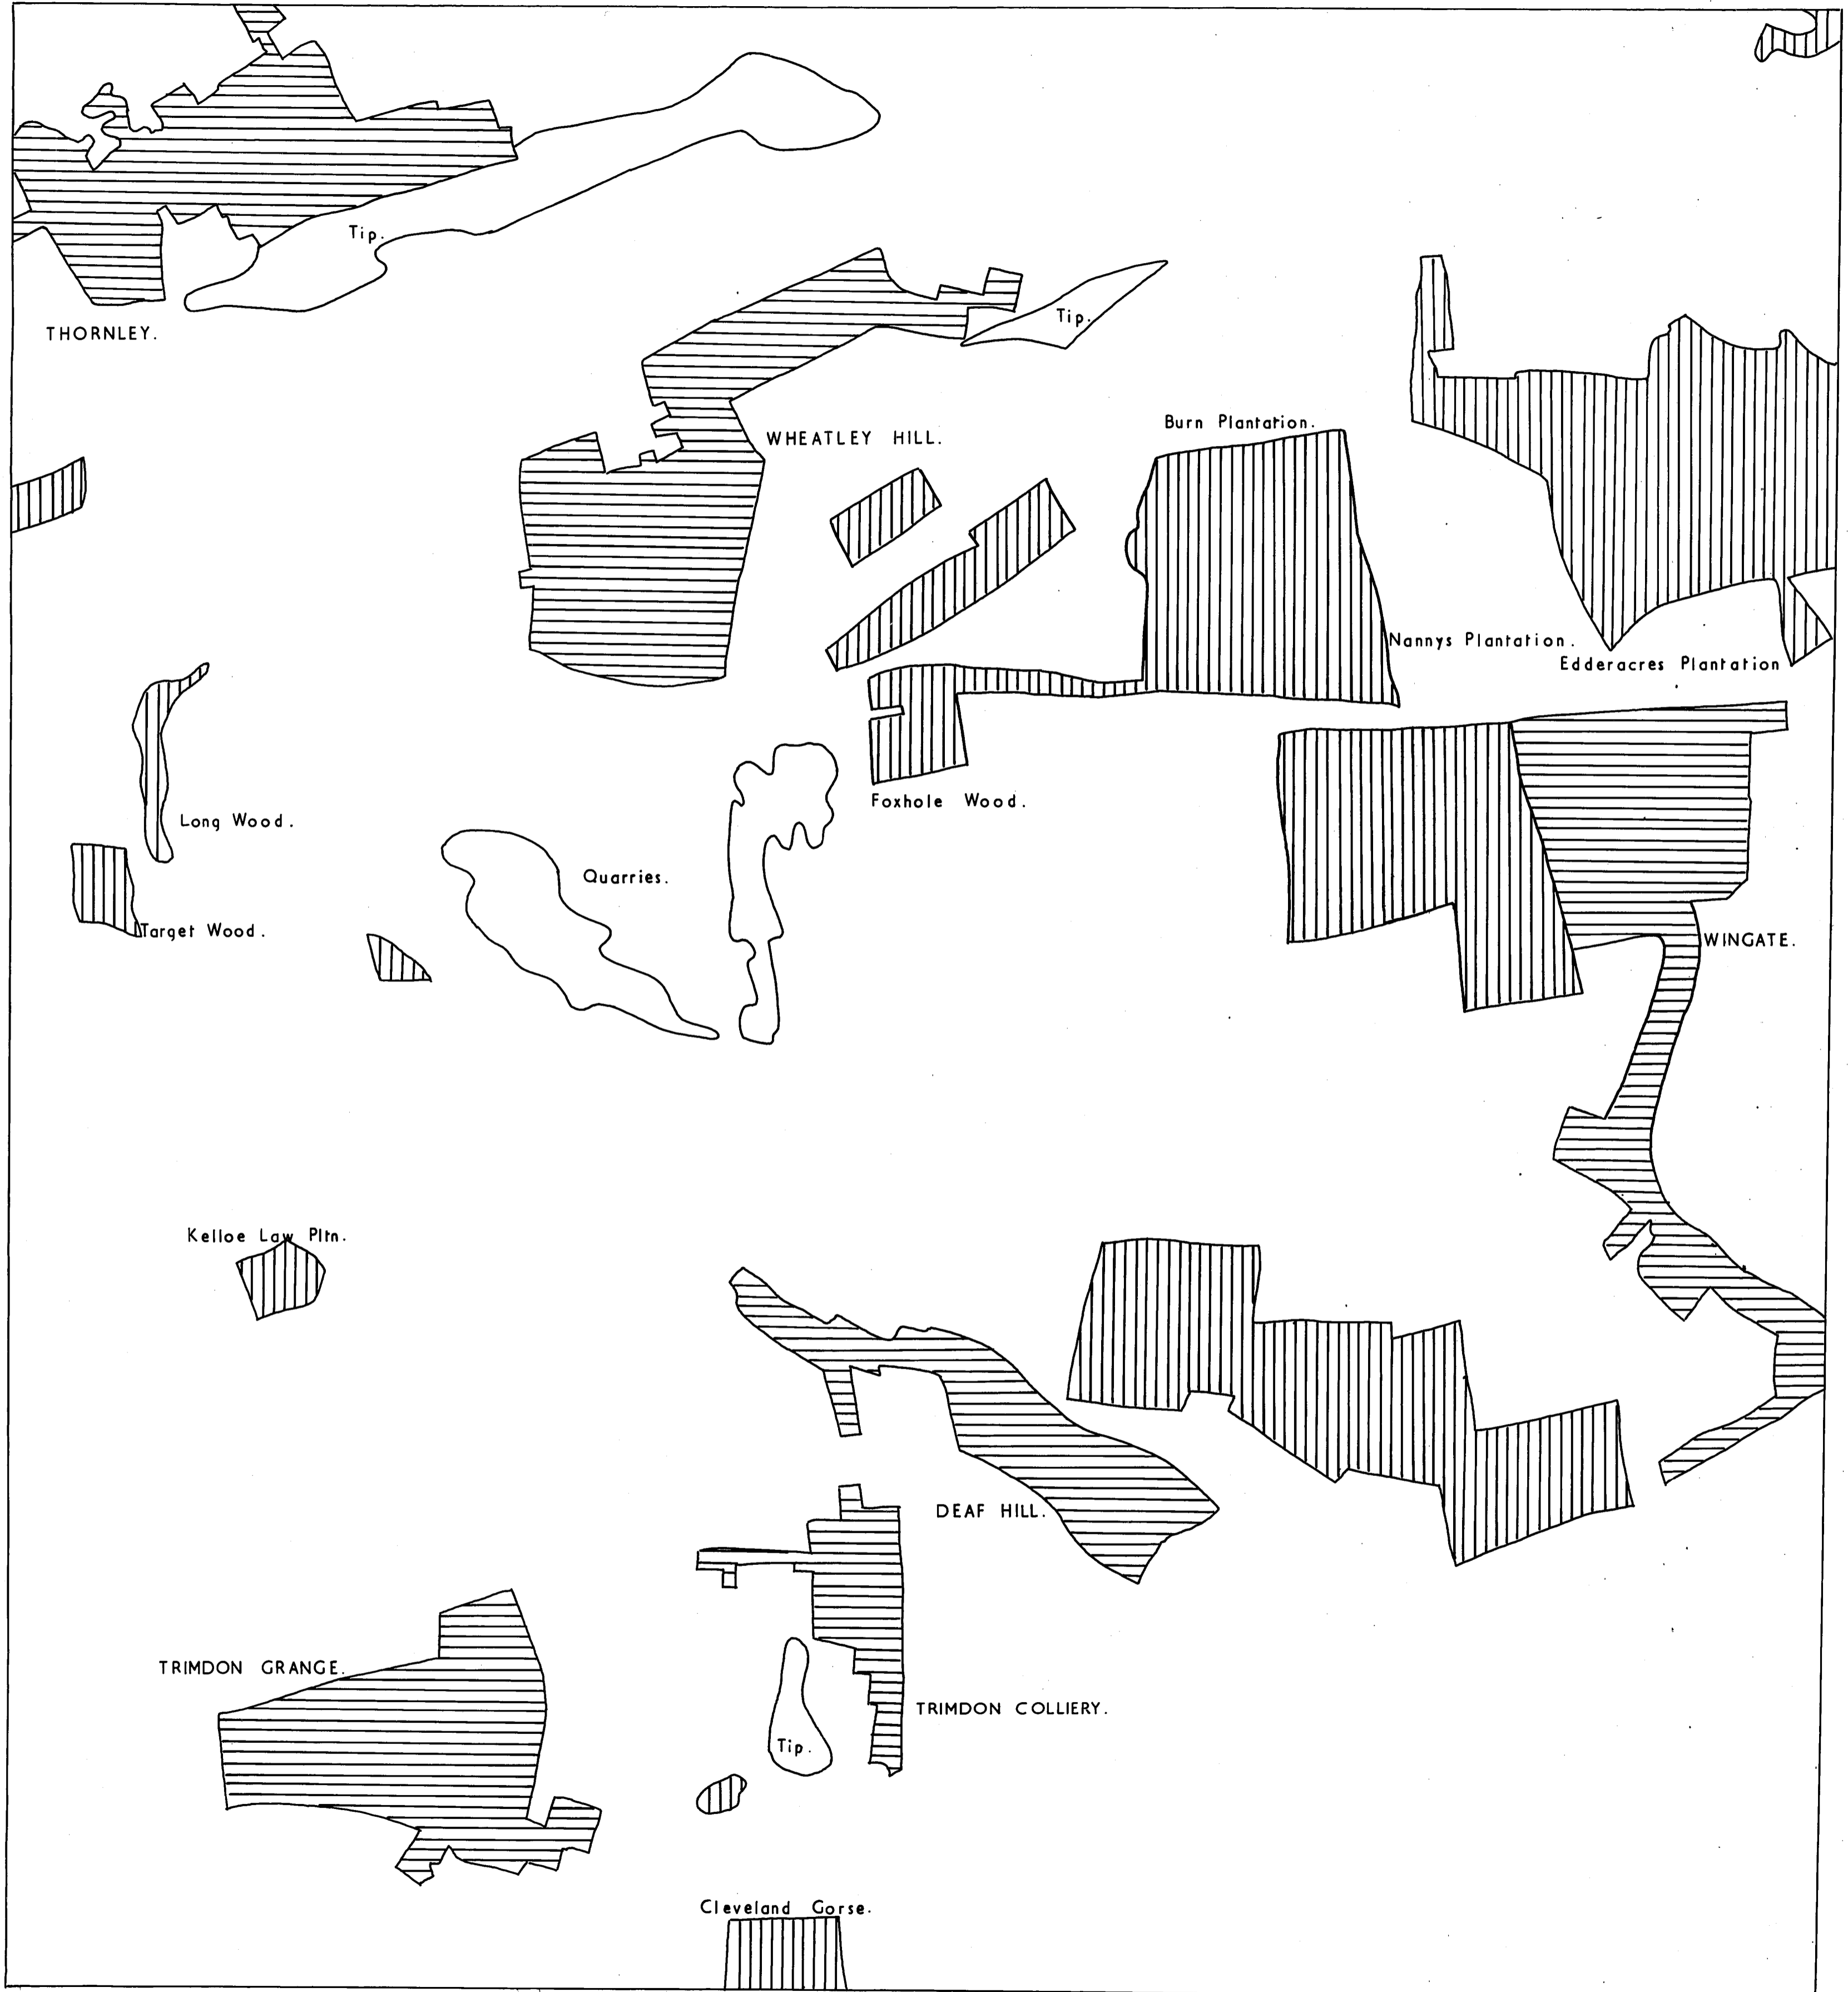 Tip.
THORNLEY.
Tip.
WHEATLEY HILL.
Burn Plantation.
Nannys Plantation.
Edderacres Plantation
Foxhole Wood.
Long Wood.
Quarries.
Target Wood.
WINGATE.
Kelloe Law Pltn.
DEAF HILL.
TRIMDON GRANGE.
TRIMDON COLLIERY.
Tip.
Cleveland Gorse.